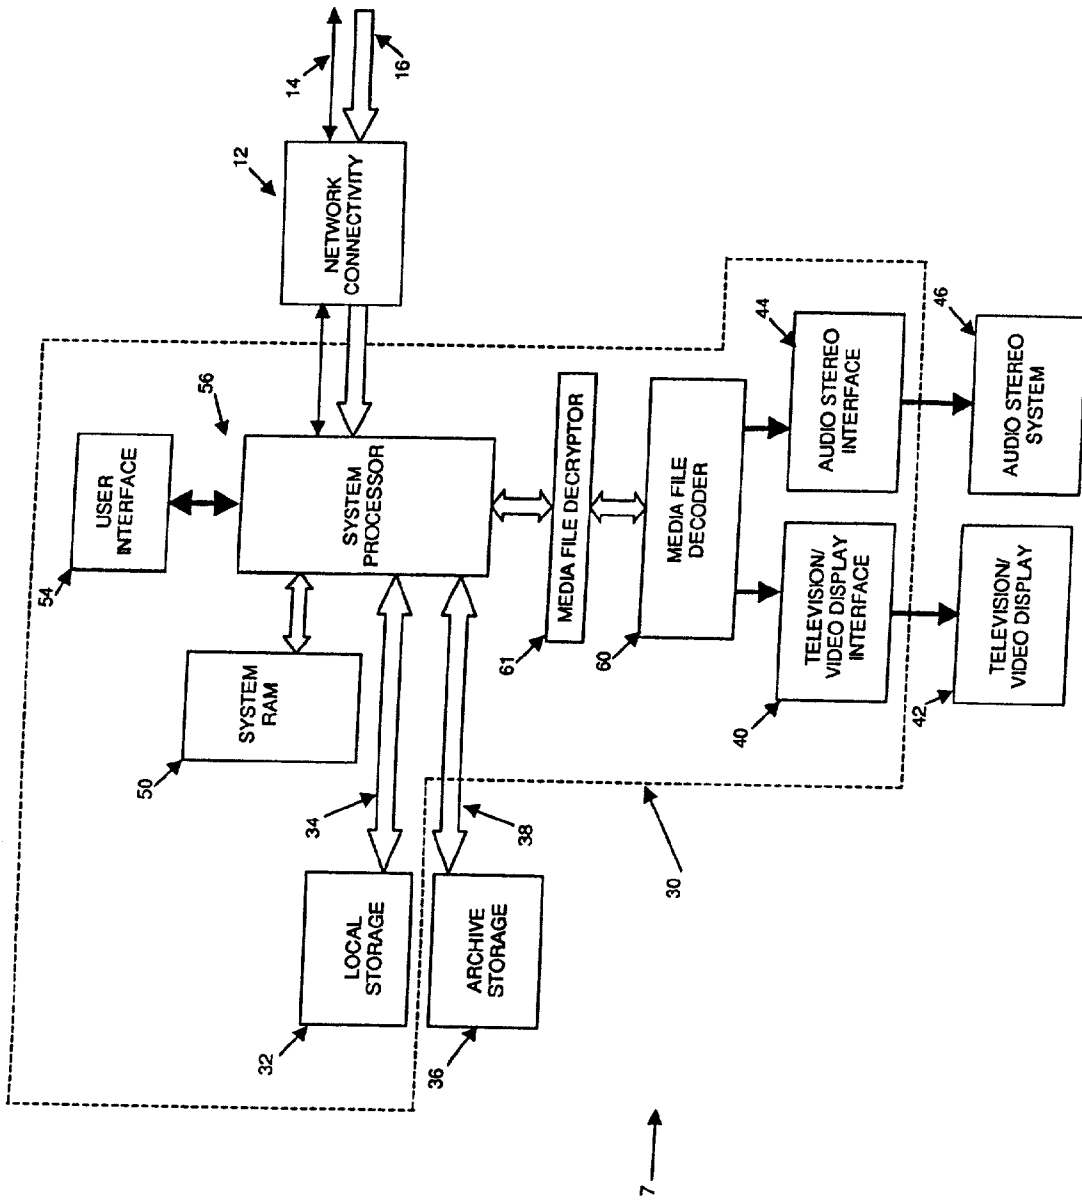 14
16
12
NETWORK
CONNECTIVITY
56
54
USER
INTERFACE
SYSTEM
PROCESSOR
SYSTEM
RAM
50
34
38
LOCAL
STORAGE
32
ARCHIVE
STORAGE
36
61
MEDIA FILE DECRYPTOR
60
MEDIA FILE
DECODER
44
AUDIO STEREO
INTERFACE
46
AUDIO STEREO
SYSTEM
40
TELEVISION/
VIDEO DISPLAY
INTERFACE
42
TELEVISION/
VIDEO DISPLAY
30
7